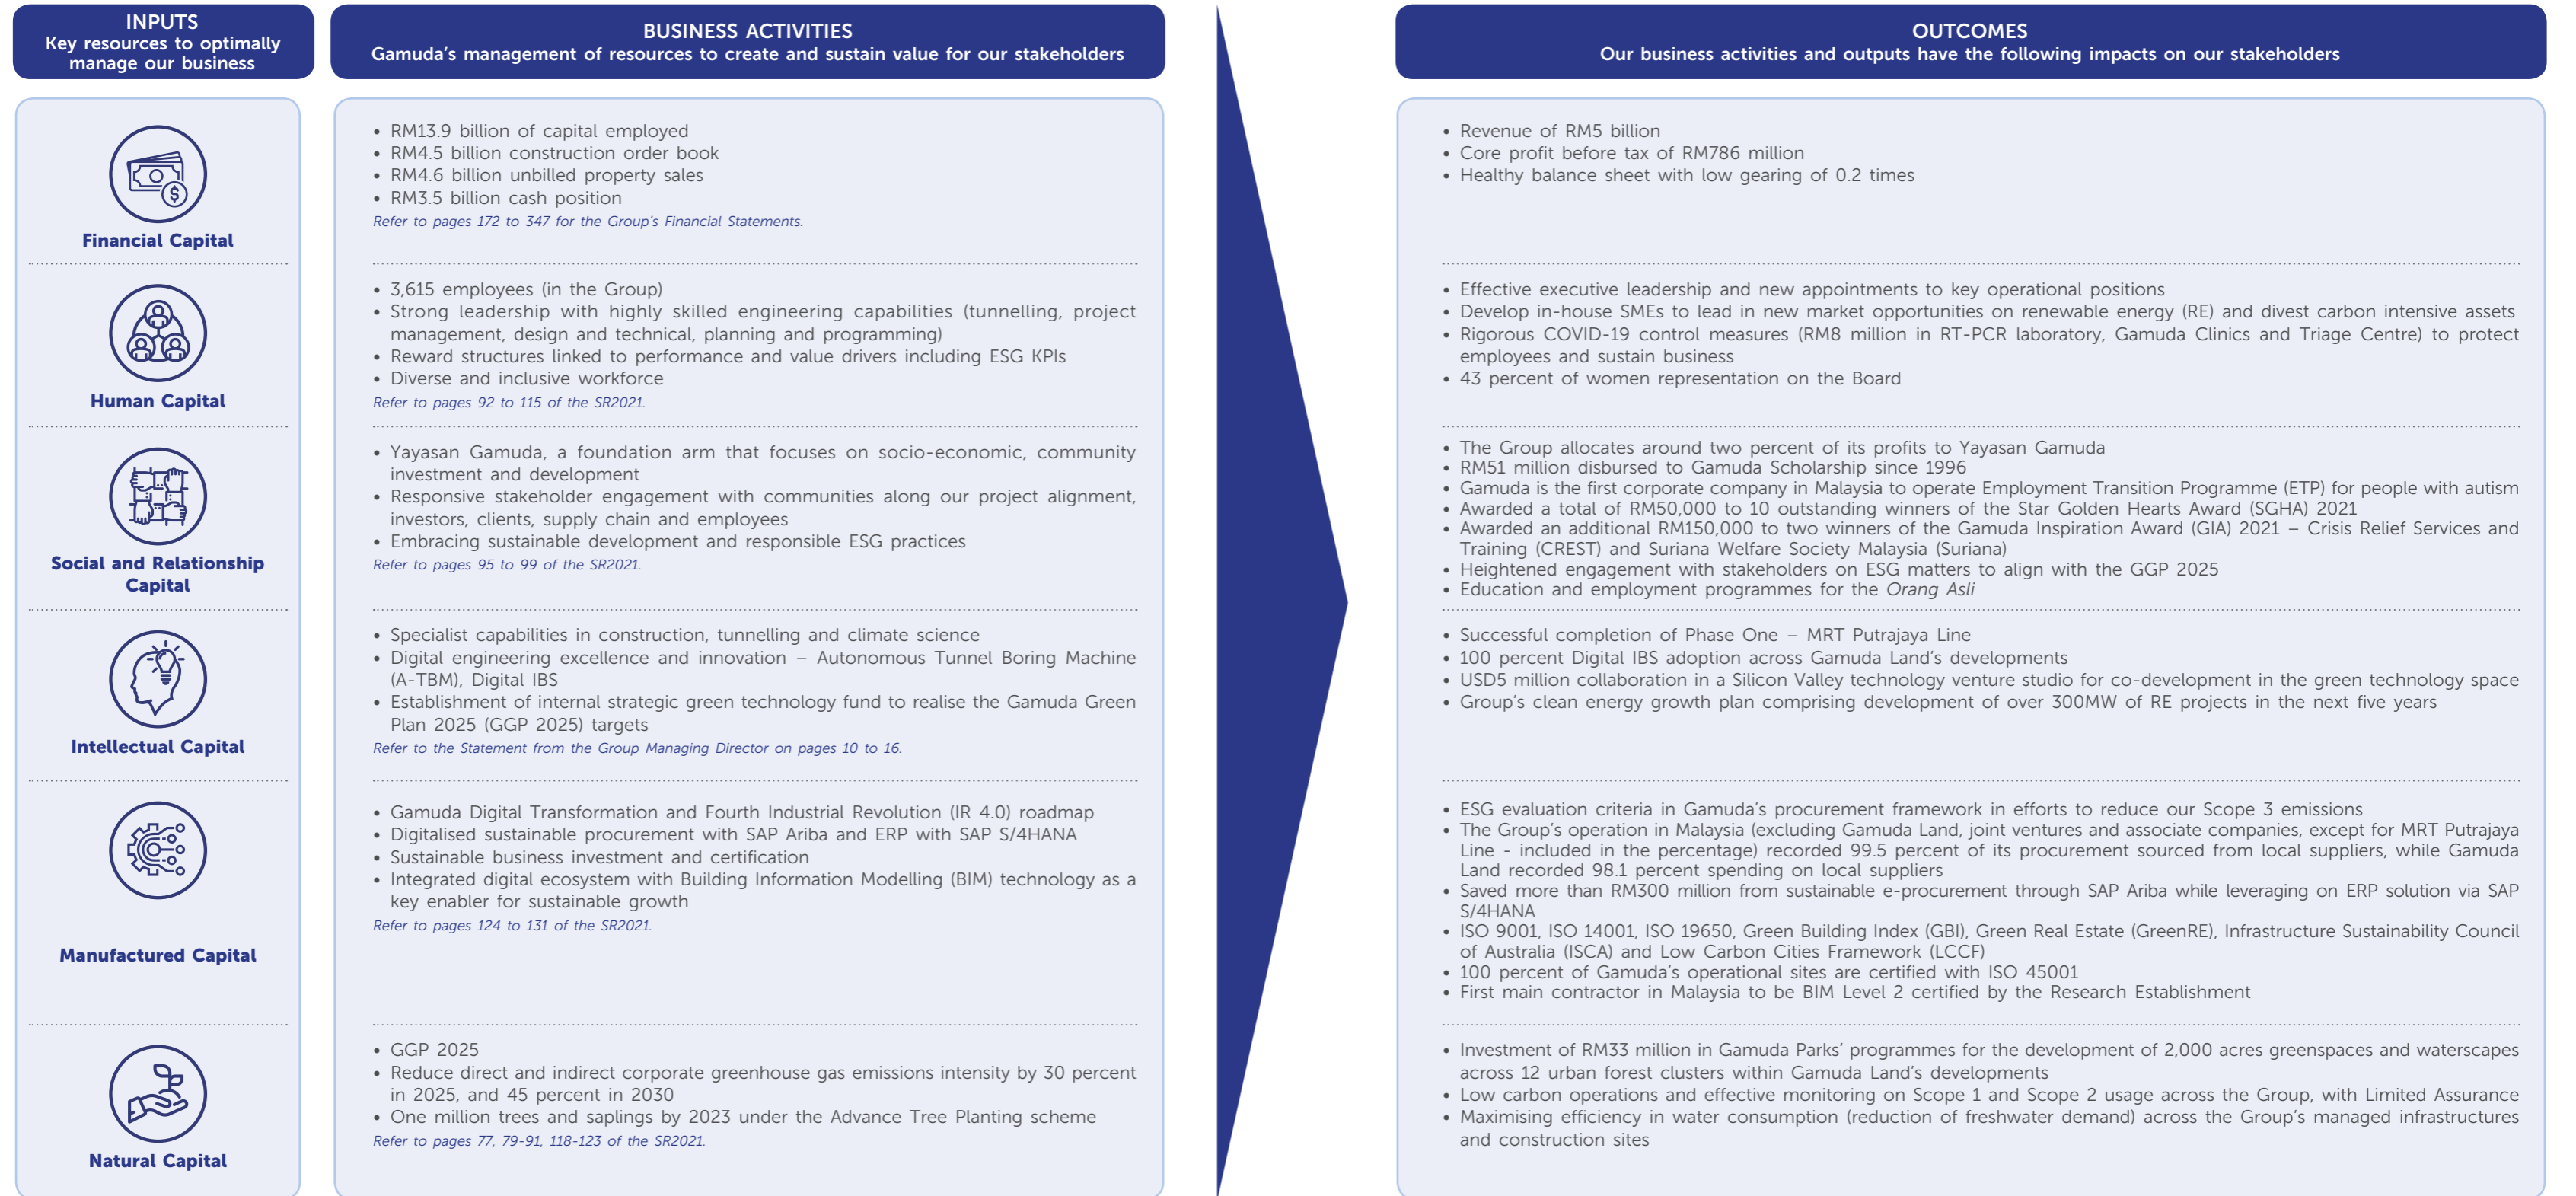 INPUTS
Key resources to optimally
manage our business
BUSINESS ACTIVITIES
Gamuda's management of resources to create and sustain value for our stakeholders
OUTCOMES
Our business activities and outputs have the following impacts on our stakeholders
Financial Capital
• RM13.9 billion of capital employed
• RM4.5 billion construction order book
• RM4.6 billion unbilled property sales
• RM3.5 billion cash position
Refer to pages 172 to 347 for the Group's Financial Statements.
• Revenue of RM5 billion
• Core profit before tax of RM786 million
• Healthy balance sheet with low gearing of 0.2 times
Human Capital
• 3,615 employees (in the Group)
• Strong leadership with highly skilled engineering capabilities (tunnelling, project
management, design and technical, planning and programming)
• Reward structures linked to performance and value drivers including ESG KPIs
• Diverse and inclusive workforce
Refer to pages 92 to 115 of the SR2021.
• Effective executive leadership and new appointments to key operational positions
• Develop in-house SMEs to lead in new market opportunities on renewable energy (RE) and divest carbon intensive assets
• Rigorous COVID-19 control measures (RM8 million in RT-PCR laboratory, Gamuda Clinics and Triage Centre) to protect
employees and sustain business
• 43 percent of women representation on the Board
Social and Relationship
Capital
• Yayasan Gamuda, a foundation arm that focuses on socio-economic, community
investment and development
• Responsive stakeholder engagement with communities along our project alignment,
investors, clients, supply chain and employees
• Embracing sustainable development and responsible ESG practices
Refer to pages 95 to 99 of the SR2021.
• The Group allocates around two percent of its profits to Yayasan Gamuda
• RM51 million disbursed to Gamuda Scholarship since 1996
• Gamuda is the first corporate company in Malaysia to operate Employment Transition Programme (ETP) for people with autism
• Awarded a total of RM50,000 to 10 outstanding winners of the Star Golden Hearts Award (SGHA) 2021
• Awarded an additional RM150,000 to two winners of the Gamuda Inspiration Award (GIA) 2021 – Crisis Relief Services and
Training (CREST) and Suriana Welfare Society Malaysia (Suriana)
• Heightened engagement with stakeholders on ESG matters to align with the GGP 2025
• Education and employment programmes for the Orang Asli
Intellectual Capital
• Specialist capabilities in construction, tunnelling and climate science
• Digital engineering excellence and innovation – Autonomous Tunnel Boring Machine
(A-TBM), Digital IBS
• Establishment of internal strategic green technology fund to realise the Gamuda Green
Plan 2025 (GGP 2025) targets
Refer to the Statement from the Group Managing Director on pages 10 to 16.
• Successful completion of Phase One – MRT Putrajaya Line
• 100 percent Digital IBS adoption across Gamuda Land's developments
• USD5 million collaboration in a Silicon Valley technology venture studio for co-development in the green technology space
• Group's clean energy growth plan comprising development of over 300MW of RE projects in the next five years
Manufactured Capital
• Gamuda Digital Transformation and Fourth Industrial Revolution (IR 4.0) roadmap
• Digitalised sustainable procurement with SAP Ariba and ERP with SAP S/4HANA
• Sustainable business investment and certification
• Integrated digital ecosystem with Building Information Modelling (BIM) technology as a
key enabler for sustainable growth
Refer to pages 124 to 131 of the SR2021.
• ESG evaluation criteria in Gamuda's procurement framework in efforts to reduce our Scope 3 emissions
• The Group's operation in Malaysia (excluding Gamuda Land, joint ventures and associate companies, except for MRT Putrajaya
Line - included in the percentage) recorded 99.5 percent of its procurement sourced from local suppliers, while Gamuda
Land recorded 98.1 percent spending on local suppliers
• Saved more than RM300 million from sustainable e-procurement through SAP Ariba while leveraging on ERP solution via SAP
S/4HANA
• ISO 9001, ISO 14001, ISO 19650, Green Building Index (GBI), Green Real Estate (GreenRE), Infrastructure Sustainability Council
of Australia (ISCA) and Low Carbon Cities Framework (LCCF)
• 100 percent of Gamuda's operational sites are certified with ISO 45001
• First main contractor in Malaysia to be BIM Level 2 certified by the Research Establishment
Natural Capital
• GGP 2025
• Reduce direct and indirect corporate greenhouse gas emissions intensity by 30 percent
in 2025, and 45 percent in 2030
• One million trees and saplings by 2023 under the Advance Tree Planting scheme
Refer to pages 77, 79-91, 118-123 of the SR2021.
• Investment of RM33 million in Gamuda Parks' programmes for the development of 2,000 acres greenspaces and waterscapes
across 12 urban forest clusters within Gamuda Land's developments
• Low carbon operations and effective monitoring on Scope 1 and Scope 2 usage across the Group, with Limited Assurance
• Maximising efficiency in water consumption (reduction of freshwater demand) across the Group's managed infrastructures
and construction sites